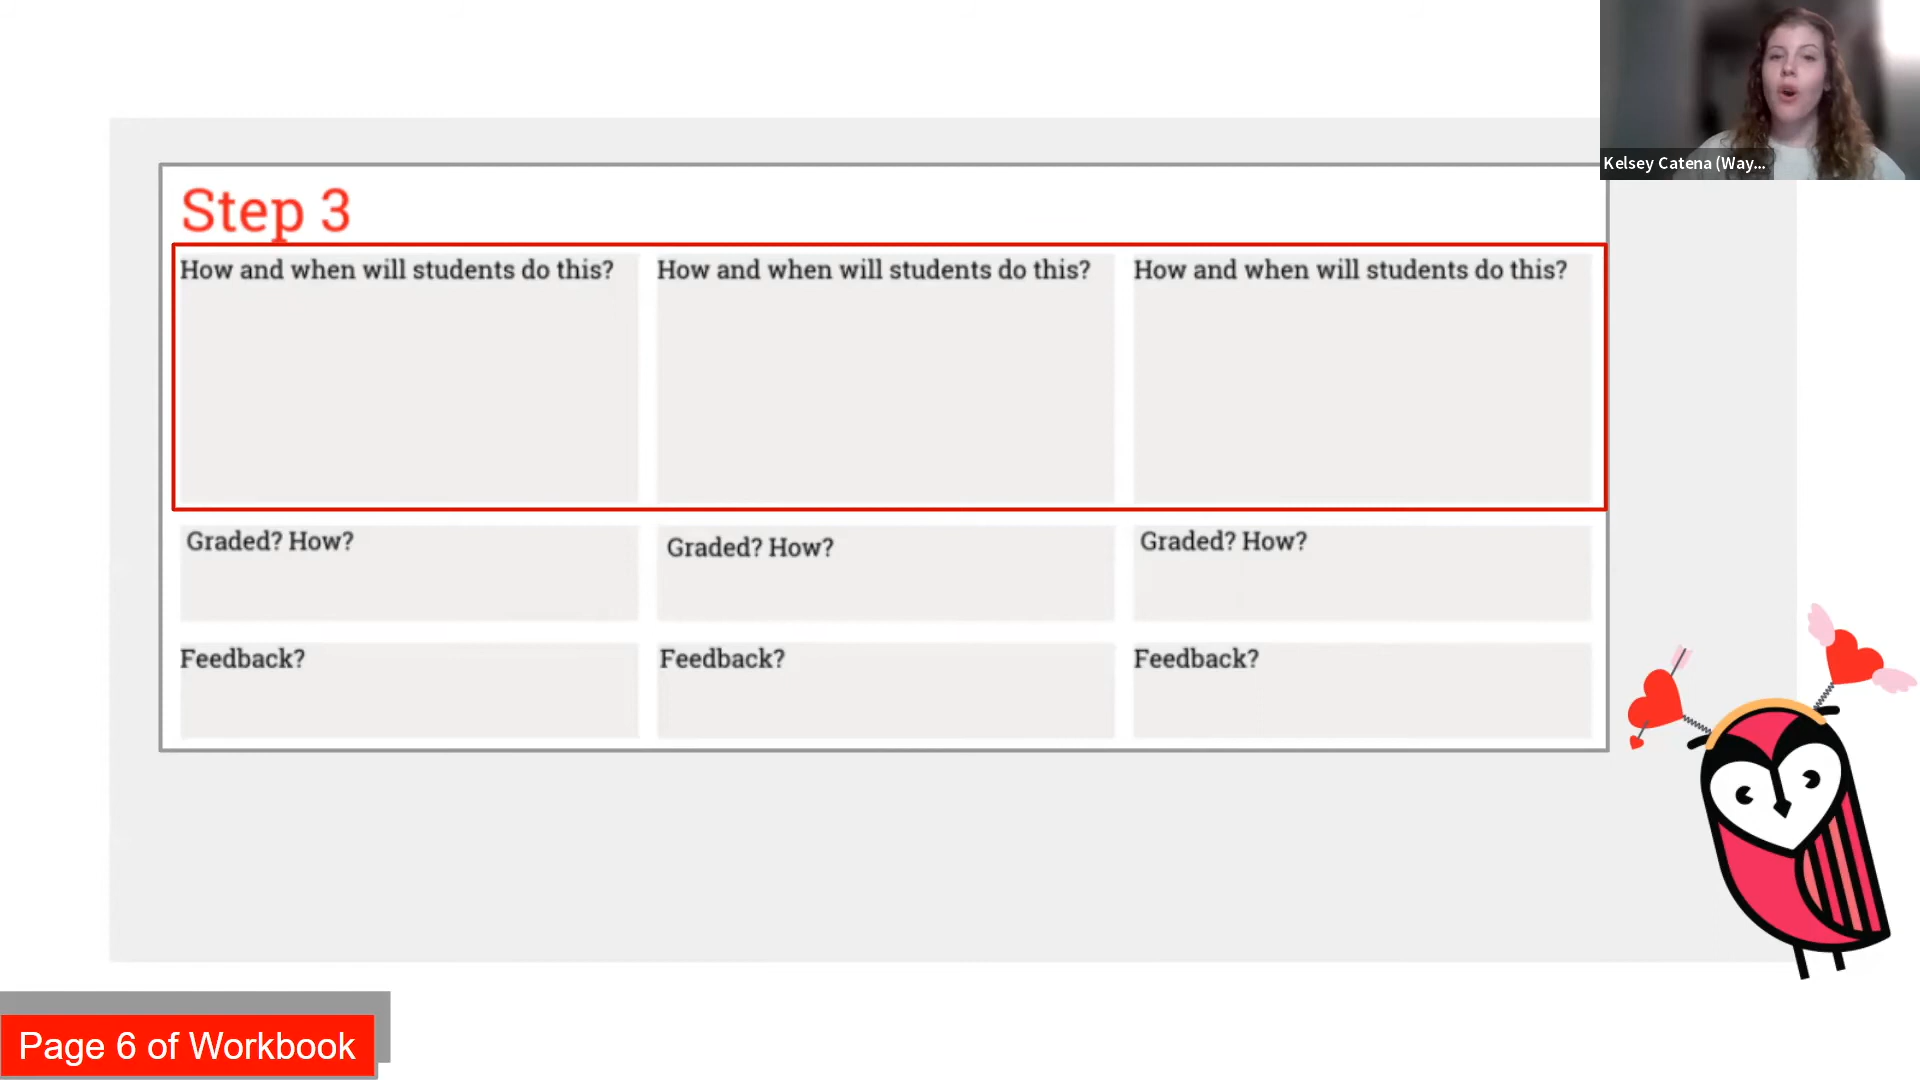 Kelsey Catena (Way...
Step 3
How and when will students do this? How and when will students do this? How and when will students do this?
Graded? How? Graded? How? Graded? How?
Feedback? Feedback? Feedback?
Page 6 of Workbook